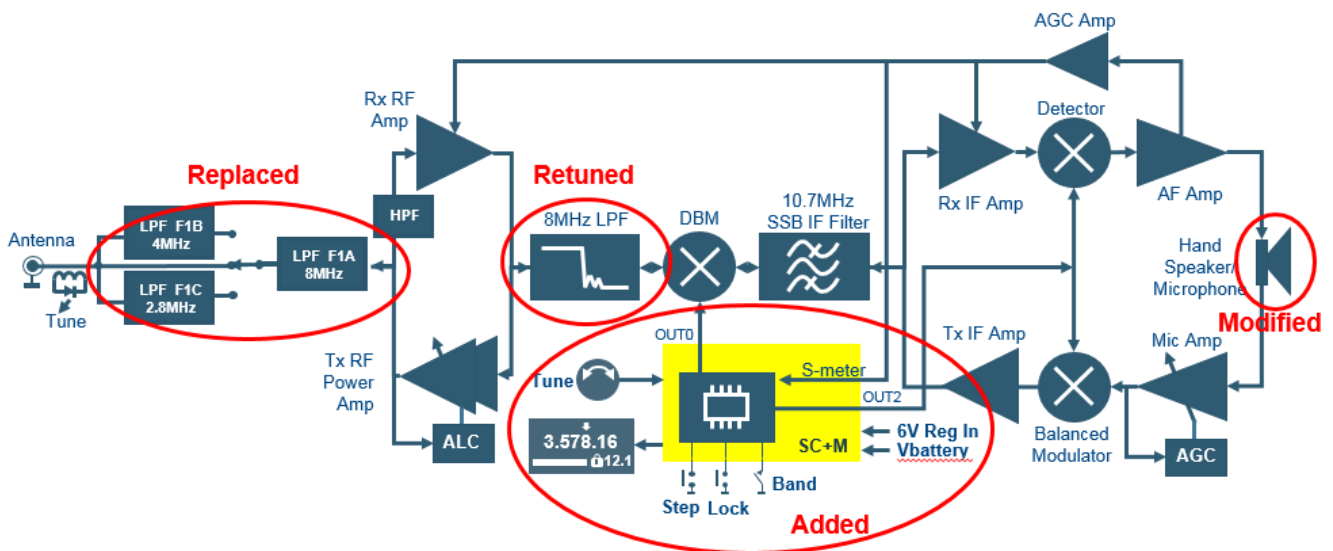 AGC Amp
Rx RF
Amp
Detector
Replaced
Retuned
10.7MHz
SSB IF Filter
8MHz LPF
DBM
HPF
Rx IF Amp
AF Amp
LPF F1B
4MHz
Antenna
LPF F1A
8MHz
LPF F1C
2.8MHz
Tune
Hand
Speaker/
Microphone
Modified
OUT0
Tx IF Amp
Mic Amp
Tx RF
Power
Amp
Tune
S-meter
OUT2
3.578.16
12.1
SC+M
6V Reg In
Vbattery
Balanced
Modulator
ALC
AGC
Step
Lock
Band
Added